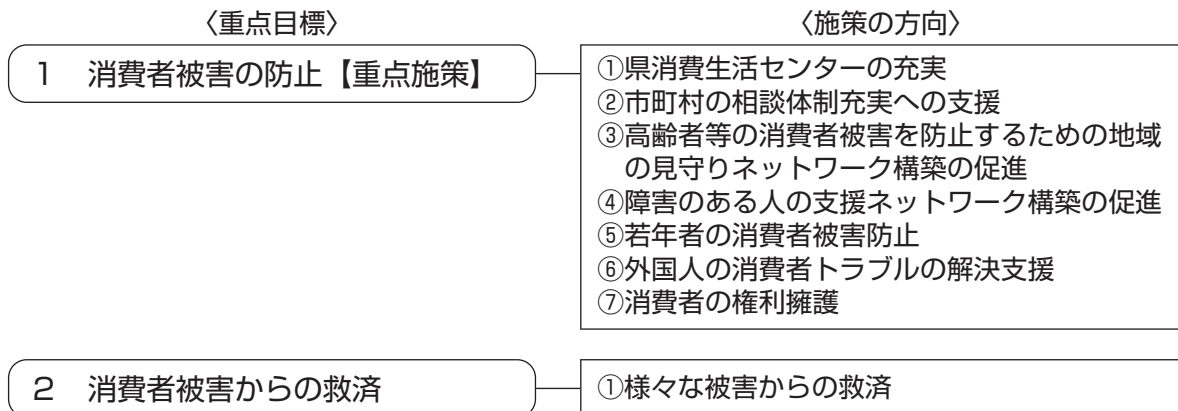 〈重点目標〉
〈施策の方向〉
1 消費者被害の防止【重点施策】
①県消費生活センターの充実
②市町村の相談体制充実への支援
③高齢者等の消費者被害を防止するための地域
の見守りネットワーク構築の促進
④障害のある人の支援ネットワーク構築の促進
⑤若年者の消費者被害防止
⑥外国人の消費者トラブルの解決支援
⑦消費者の権利擁護
2 消費者被害からの救済
①様々な被害からの救済